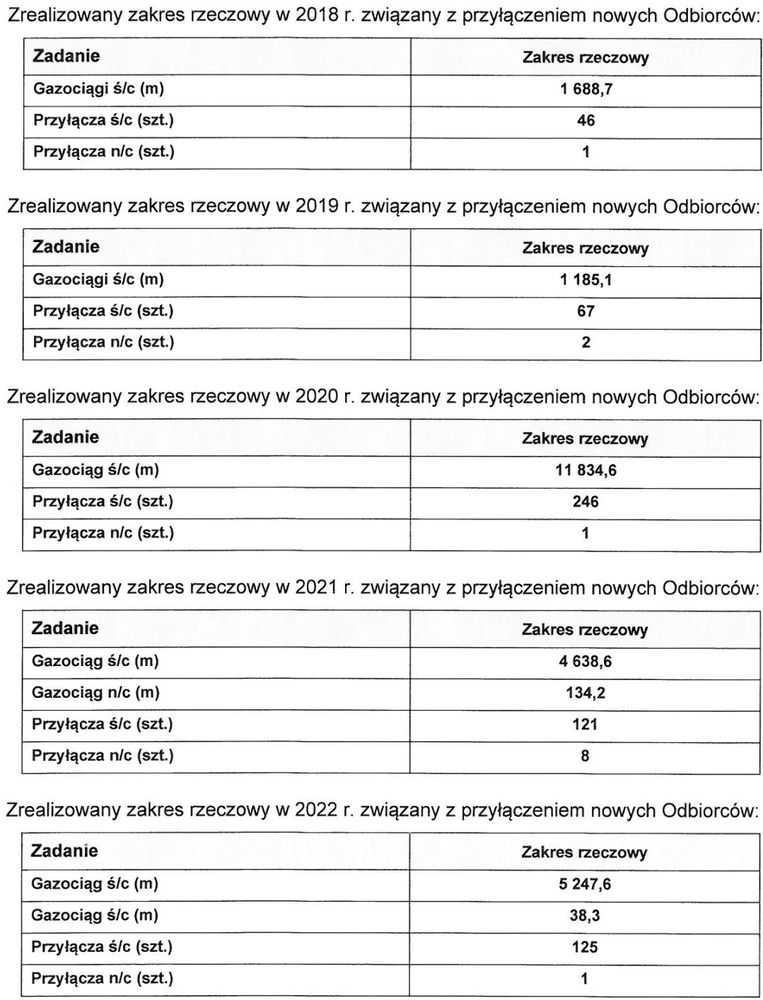 Zrealizowany zakres rzeczowy w 2018 r. związany z przyłączeniem nowych Odbiorców:
Zadanie Zakres rzeczowy
Gazociągi ś/c (m) 1 688,7
Przyłącza ś/c (szt.) 46
Przyłącza n/c (szt.) 1
Zrealizowany zakres rzeczowy w 2019 r. związany z przyłączeniem nowych Odbiorców:
Zadanie Zakres rzeczowy
Gazociągi ś/c (m) 1 185,1
Przyłącza ś/c (szt.) 67
Przyłącza n/c (szt.) 2
Zrealizowany zakres rzeczowy w 2020 r. związany z przyłączeniem nowych Odbiorców:
Zadanie Zakres rzeczowy
Gazociąg ś/c (m) 11 834,6
Przyłącza ś/c (szt.) 246
Przyłącza n/c (szt.) 1
Zrealizowany zakres rzeczowy w 2021 r. związany z przyłączeniem nowych Odbiorców:
Zadanie Zakres rzeczowy
Gazociąg ś/c (m) 4 638,6
Gazociąg n/c (m) 134,2
Przyłącza ś/c (szt.) 121
Przyłącza n/c (szt.) 8
Zrealizowany zakres rzeczowy w 2022 r. związany z przyłączeniem nowych Odbiorców:
Zadanie Zakres rzeczowy
Gazociąg ś/c (m) 5 247,6
Gazociąg ś/c (m) 38,3
Przyłącza ś/c (szt.) 125
Przyłącza n/c (szt.) 1